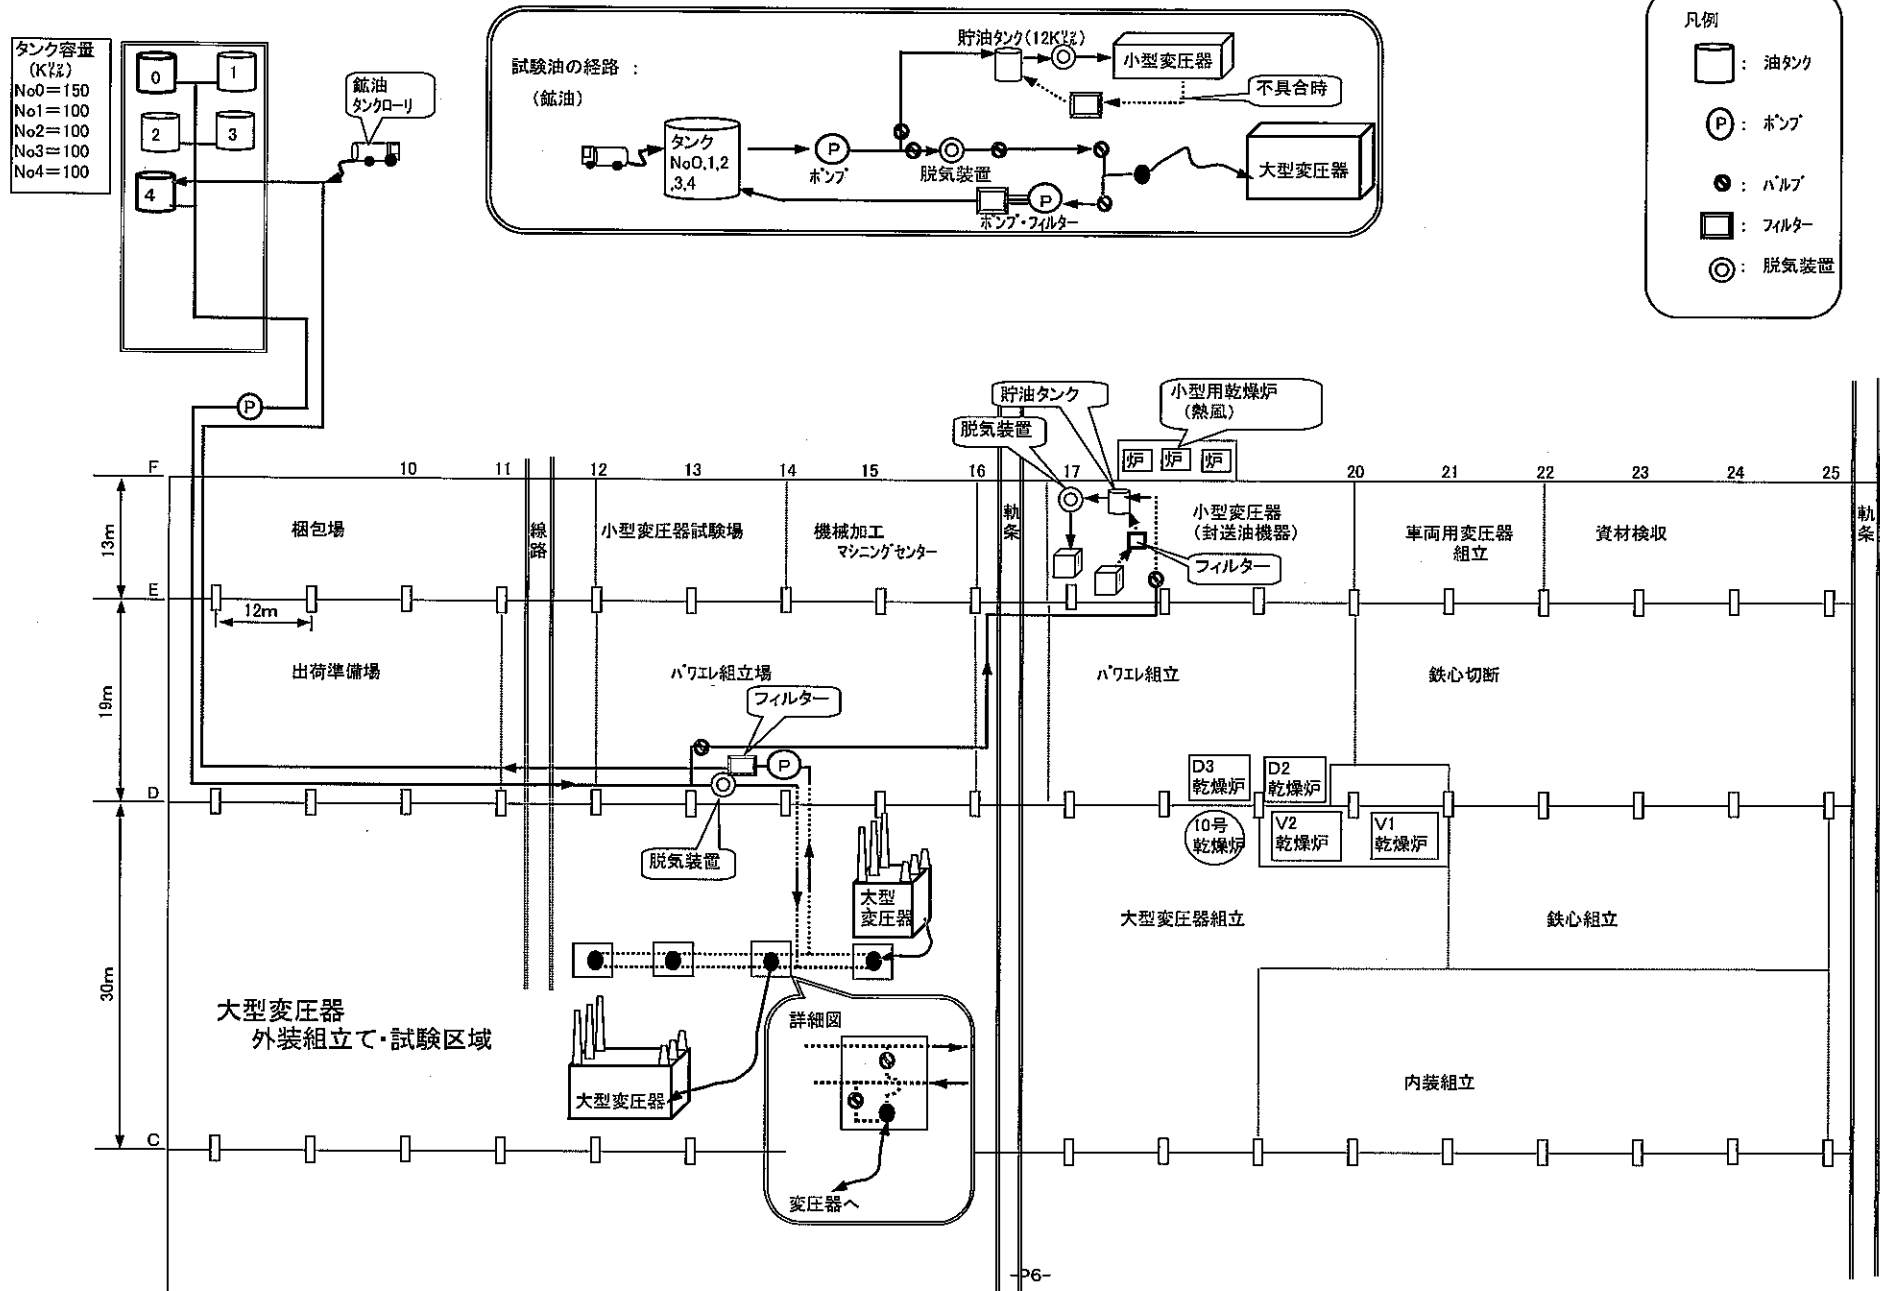 タンク容量
(Kリットル)
No0=150
No1=100
No2=100
No3=100
No4=100
0
1
2
3
4
鉱油
タンクローリ
試験油の経路 :
(鉱油)
貯油タンク(12Kリットル)
小型変圧器
不具合時
タンク
No0,1,2
,3,4
P
ポンプ
脱気装置
大型変圧器
P
ポンプ・フィルター
凡例
: 油タンク
P : ポンプ
: バルブ
: フィルター
: 脱気装置
P
貯油タンク
小型用乾燥炉
(熱風)
脱気装置
炉 炉 炉
F 10 11 12 13 14 15 16 17 20 21 22 23 24 25
13m
梱包場
線路
小型変圧器試験場
機械加工
マシニングセンター
軌条
小型変圧器
(封送油機器)
フィルター
車両用変圧器
組立
資材検収
軌条
E
12m
19m
出荷準備場
パワエレ組立場
パワエレ組立
鉄心切断
フィルター
P
D3
乾燥炉
D2
乾燥炉
D
10号
乾燥炉
V2
乾燥炉
V1
乾燥炉
脱気装置
大型
変圧器
大型変圧器組立
鉄心組立
30m
大型変圧器
外装組立て・試験区域
詳細図
大型変圧器
内装組立
C
変圧器へ
-P6-